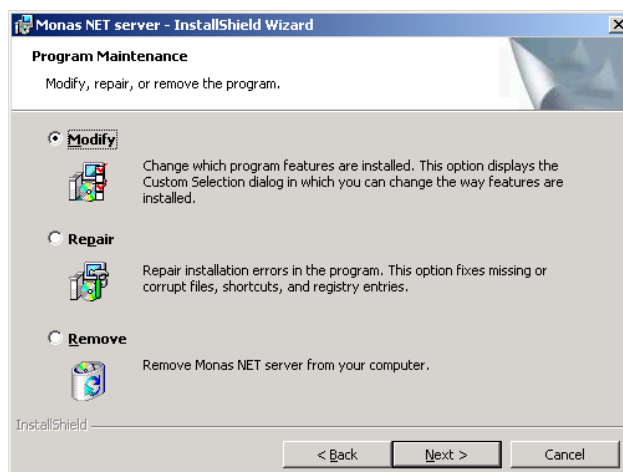 Monas NET server - InstallShield Wizard
Program Maintenance
Modify, repair, or remove the program.
Modify
Change which program features are installed. This option displays the
Custom Selection dialog in which you can change the way features are
installed.
Repair
Repair installation errors in the program. This option fixes missing or
corrupt files, shortcuts, and registry entries.
Remove
Remove Monas NET server from your computer.
InstallShield
< Back
Next >
Cancel